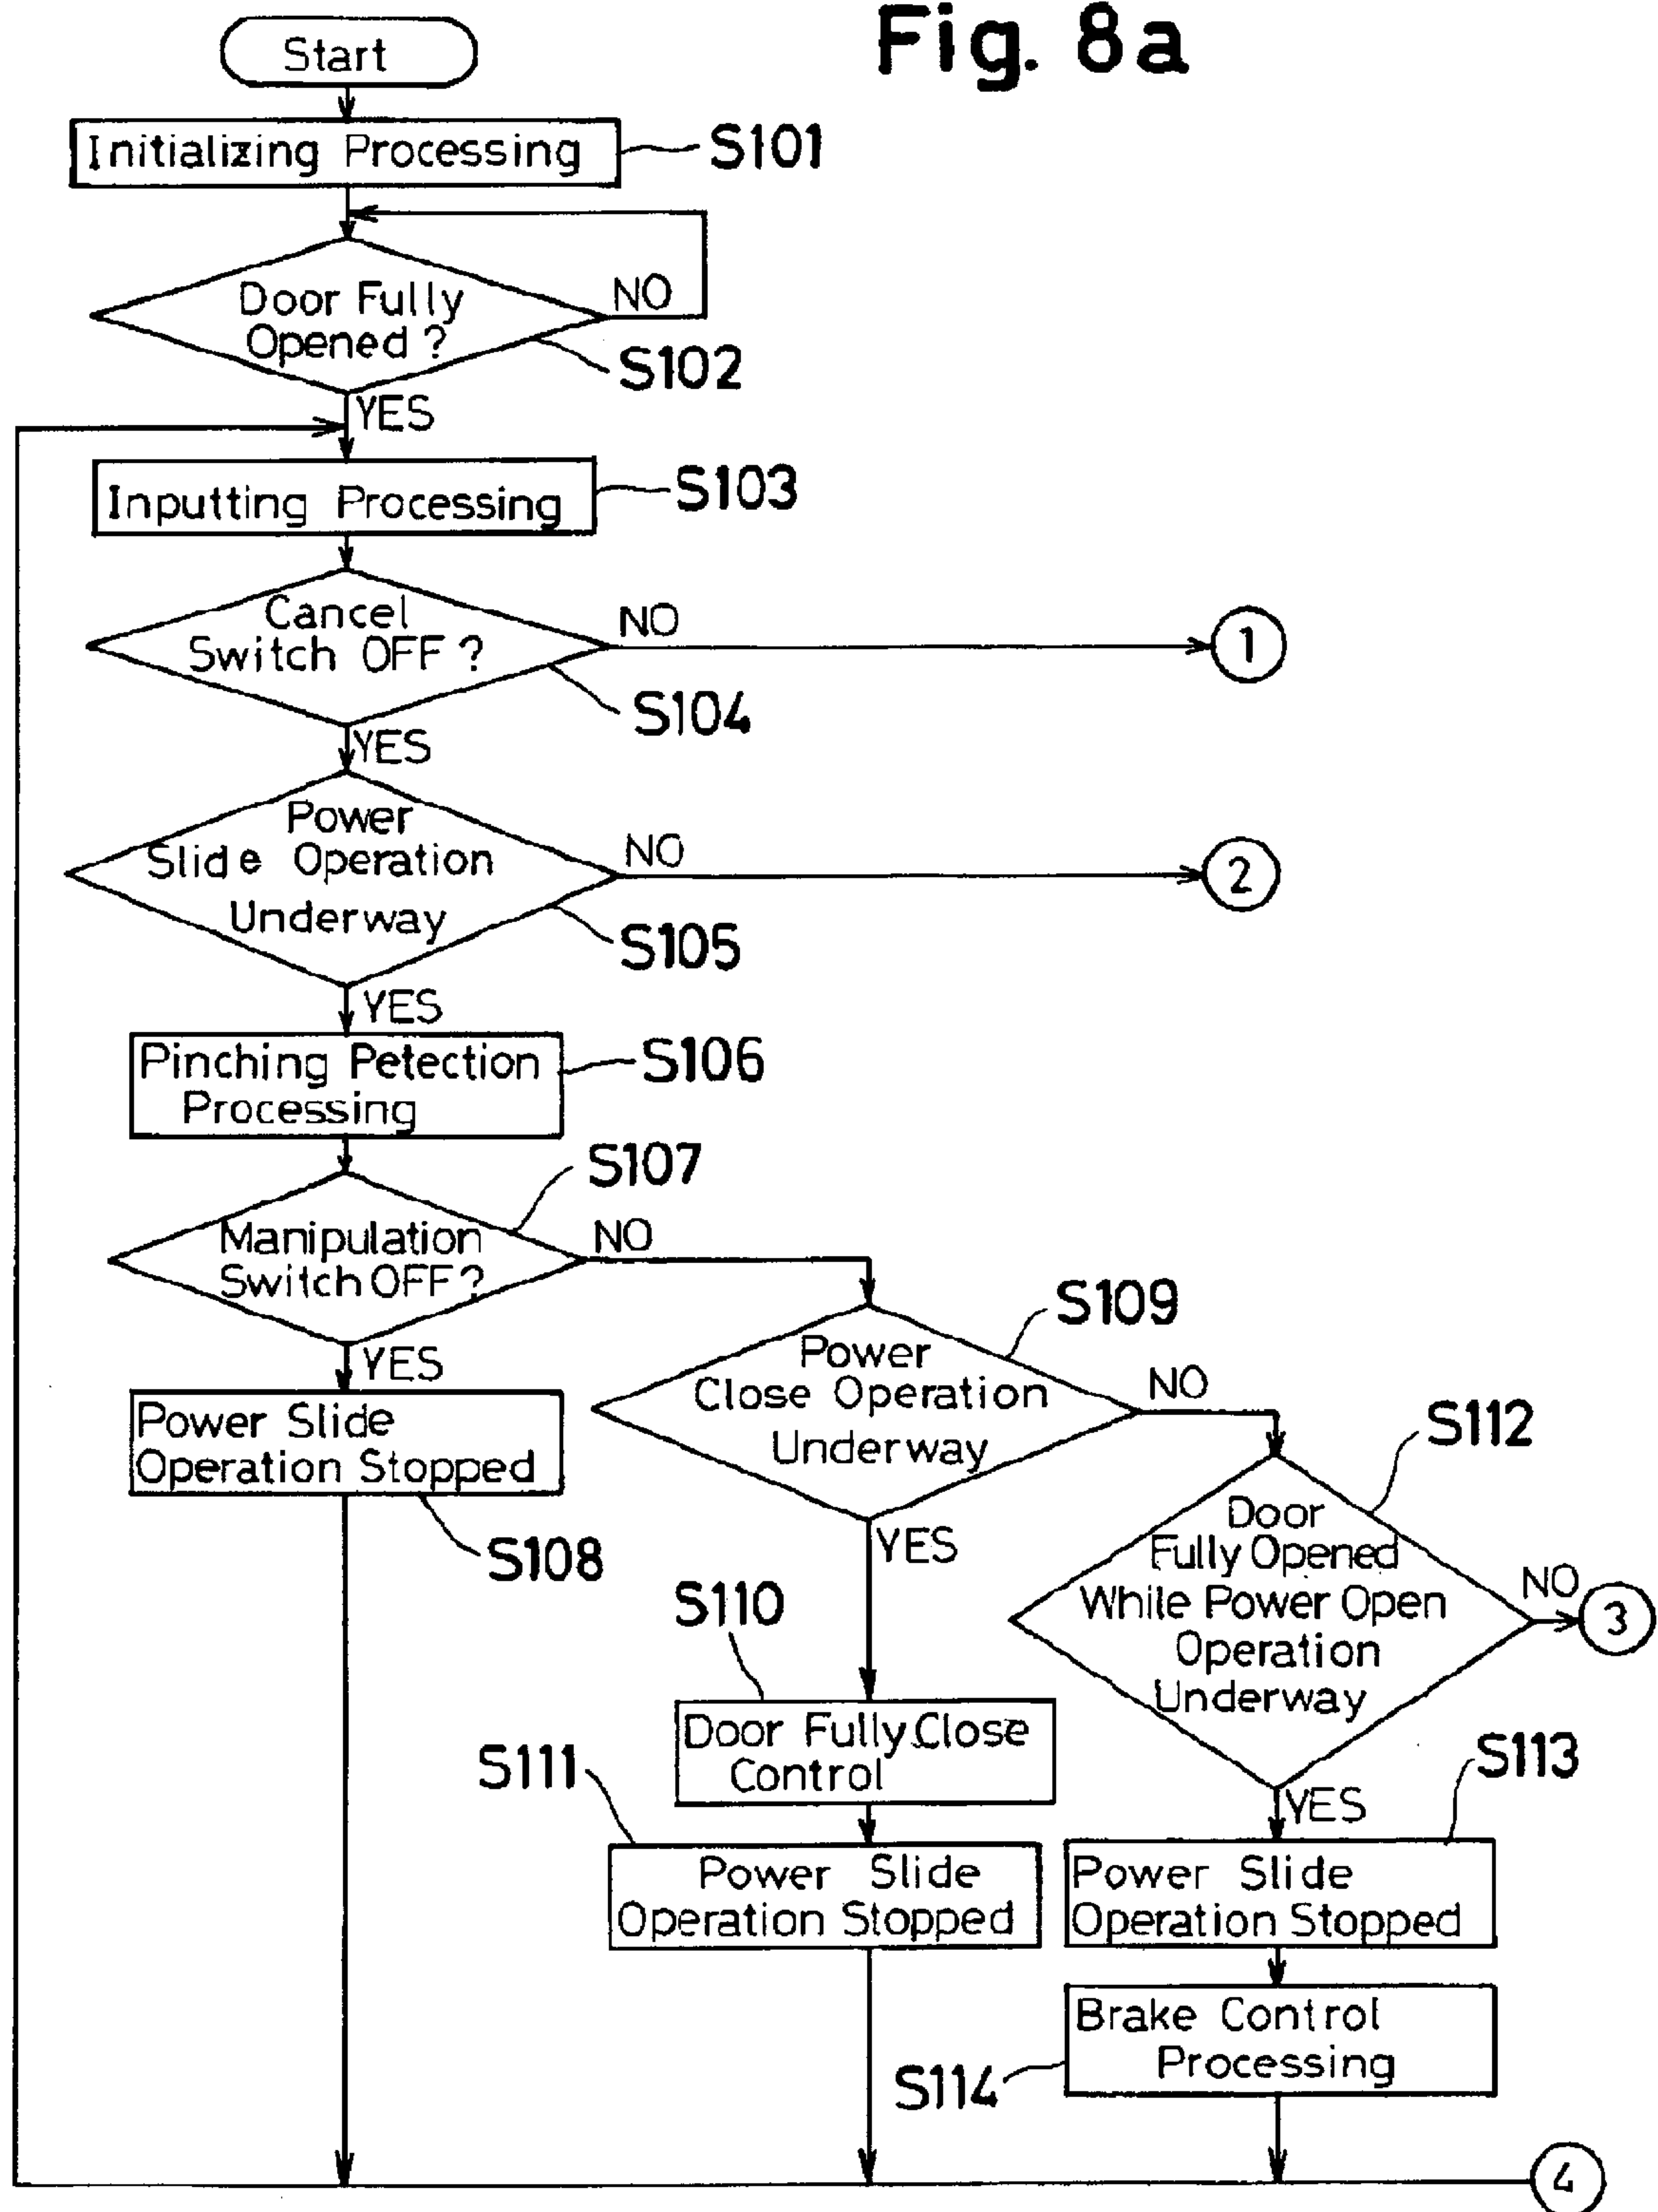 Fig. 8a
Start
Initializing Processing
S101
Door Fully
Opened ?
NO
S102
YES
Inputting Processing
S103
Cancel
Switch OFF ?
NO
1
S104
YES
Power
Slide Operation
Underway
NO
2
S105
YES
Pinching Petection
Processing
S106
S107
Manipulation
Switch OFF ?
NO
YES
Power Slide
Operation Stopped
S108
S109
Power
Close Operation
Underway
NO
YES
S110
Door Fully Close
Control
S111
Power Slide
Operation Stopped
S112
Door
Fully Opened
While Power Open
Operation
Underway
NO
3
YES
S113
Power Slide
Operation Stopped
Brake Control
Processing
S114
4